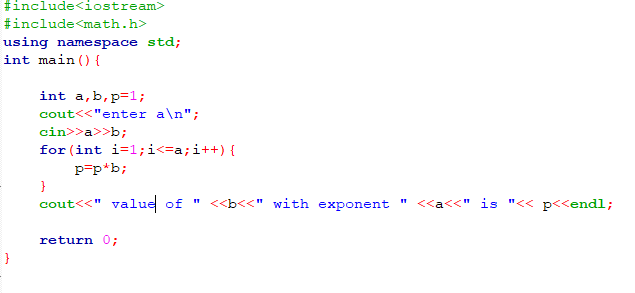 #include<iostream>
#include<math.h>
using namespace std;
int main(){
int a,b,p=1;
cout<<"enter a\n";
cin>>a>>b;
for(int i=1;i<=a;i++){
p=p*b;
}
cout<<" value of " <<b<<" with exponent " <<a<<" is "<< p<<endl;
return 0;
}